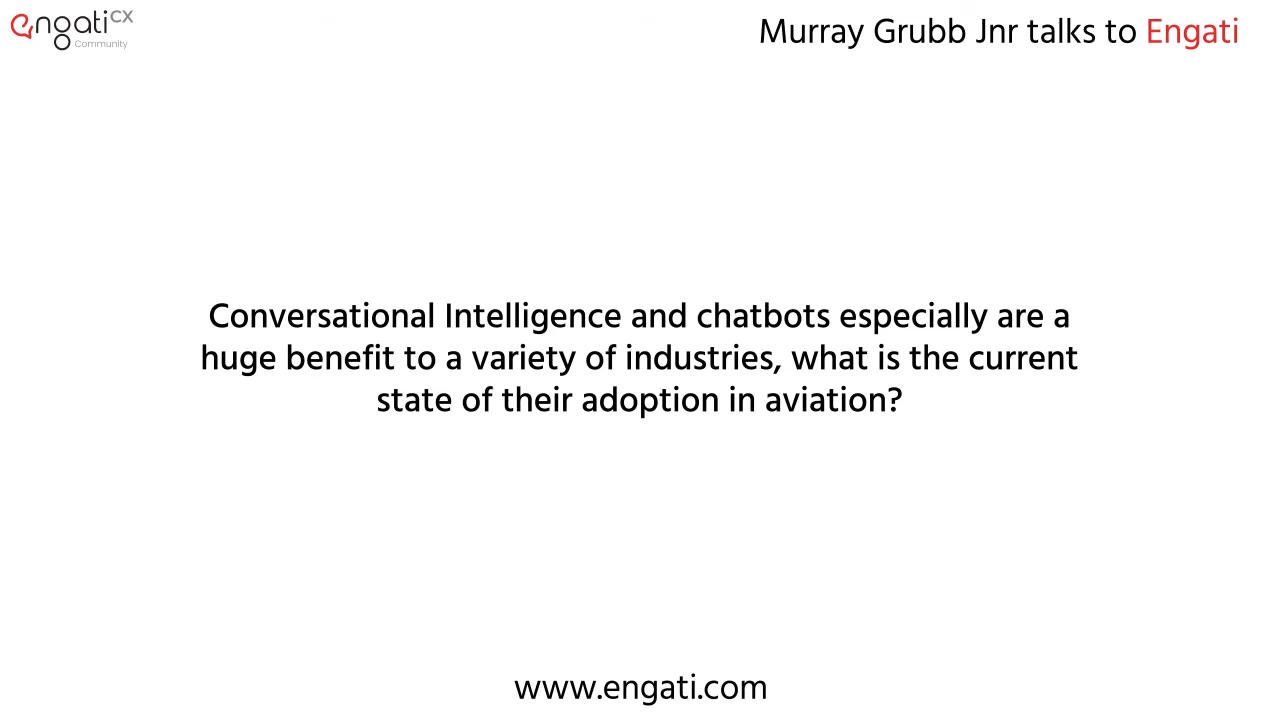 engati CX
Community
Murray Grubb Jnr talks to Engati
Conversational Intelligence and chatbots especially are a
huge benefit to a variety of industries, what is the current
state of their adoption in aviation?
www.engati.com